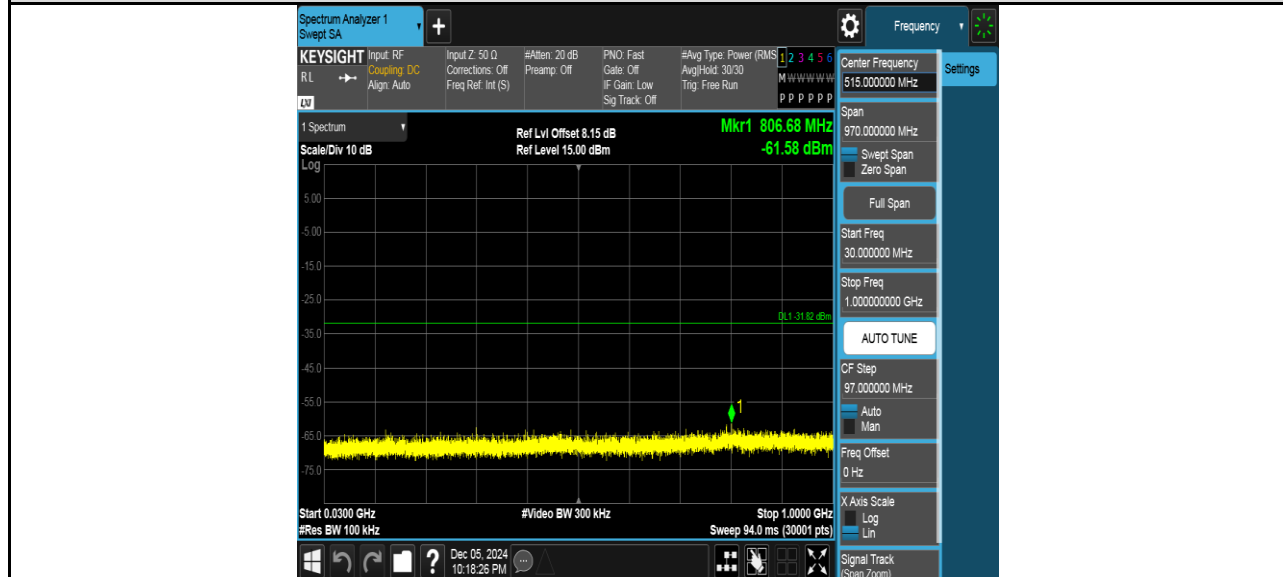 Spectrum Analyzer 1
Swept SA
+
Frequency
KEYSIGHT
RL
LXI
Input: RF
Coupling: DC
Align: Auto
Input Z: 50 Ω
Corrections: Off
Freq Ref: Int (S)
#Atten: 20 dB
Preamp: Off
PNO: Fast
Gate: Off
IF Gain: Low
Sig Track: Off
#Avg Type: Power (RMS
Avg|Hold: 30/30
Trig: Free Run
1 2 3 4 5 6
M W W W W W
P P P P P P
1 Spectrum
Scale/Div 10 dB
Log
Ref Lvl Offset 8.15 dB
Ref Level 15.00 dBm
Mkr1 806.68 MHz
-61.58 dBm
5.00
-5.00
-15.0
-25.0
-35.0
-45.0
-55.0
-65.0
-75.0
DL1 -31.82 dBm
1
Start 0.0300 GHz
#Res BW 100 kHz
#Video BW 300 kHz
Stop 1.0000 GHz
Sweep 94.0 ms (30001 pts)
Dec 05, 2024
10:18:26 PM
?
Center Frequency
515.000000 MHz
Settings
Span
970.000000 MHz
Swept Span
Zero Span
Full Span
Start Freq
30.000000 MHz
Stop Freq
1.000000000 GHz
AUTO TUNE
CF Step
97.000000 MHz
Auto
Man
Freq Offset
0 Hz
X Axis Scale
Log
Lin
Signal Track
(Span Zoom)